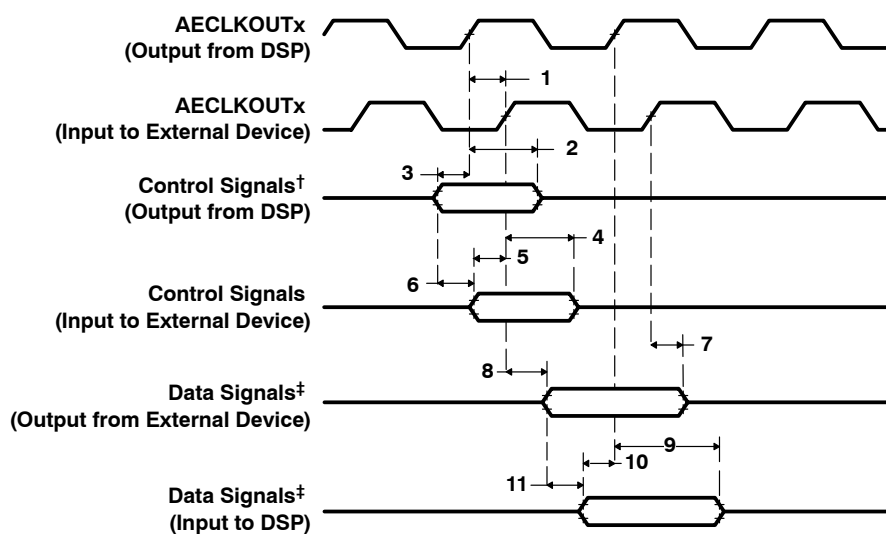 AECLKOUTx
(Output from DSP)
1
AECLKOUTx
(Input to External Device)
2
3
Control Signals†
(Output from DSP)
4
5
6
Control Signals
(Input to External Device)
7
8
Data Signals‡
(Output from External Device)
9
10
11
Data Signals‡
(Input to DSP)